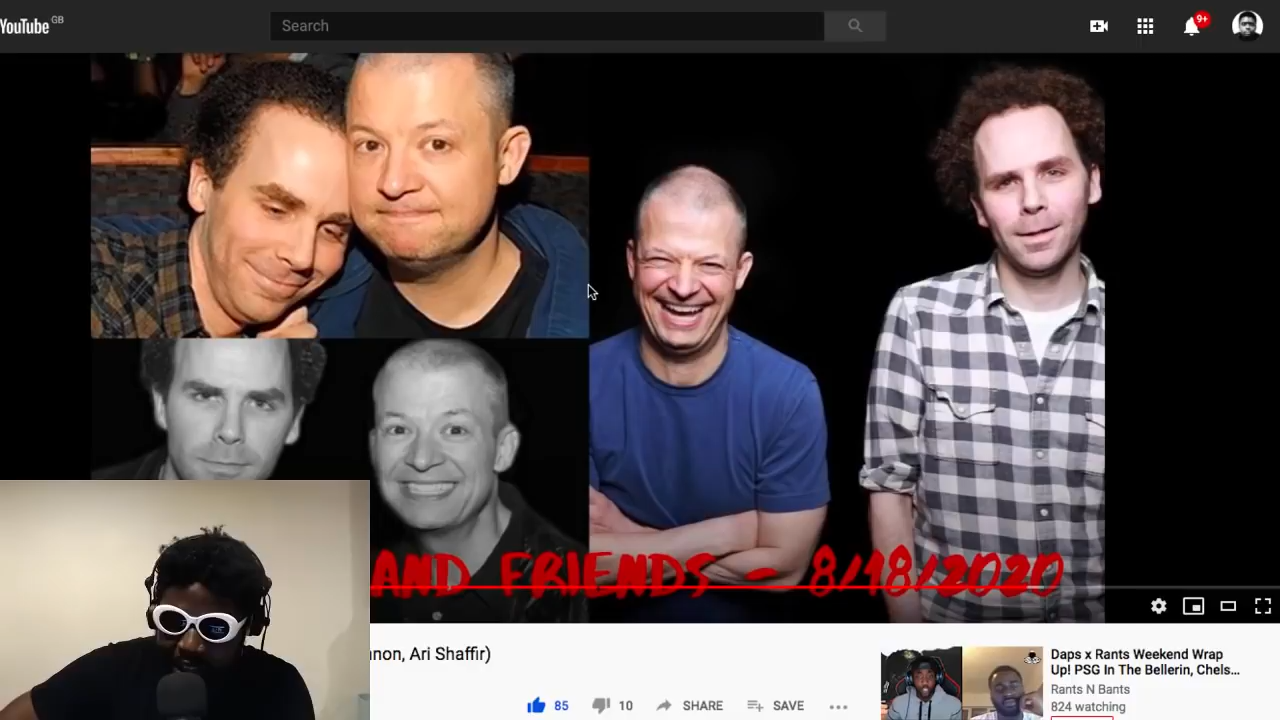 YouTube GB
Search
9+
AND FRIENDS - 8/18/2020
nnon, Ari Shaffir)
85
10
SHARE
SAVE
Daps x Rants Weekend Wrap
Up! PSG In The Bellerin, Chels...
Rants N Bants
824 watching